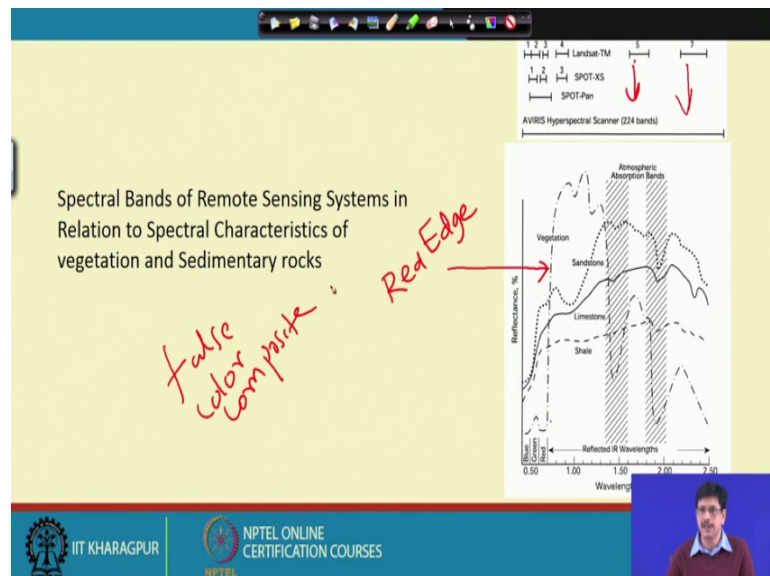 1 2 3 4 Landsat-TM 5 7
1 2 3 SPOT-XS
SPOT-Pan
AVIRIS Hyperspectral Scanner (224 bands)
Spectral Bands of Remote Sensing Systems in
Relation to Spectral Characteristics of
vegetation and Sedimentary rocks
Red Edge
false
color
composite
Atmospheric
Absorption Bands
Vegetation
Sandstone
Limestone
Shale
Reflectance, %
Blue
Green
Red
Reflected IR Wavelengths
0.50 1.00 1.50 2.00 2.50
IIT KHARAGPUR
NPTEL ONLINE
CERTIFICATION COURSES
NPTEL